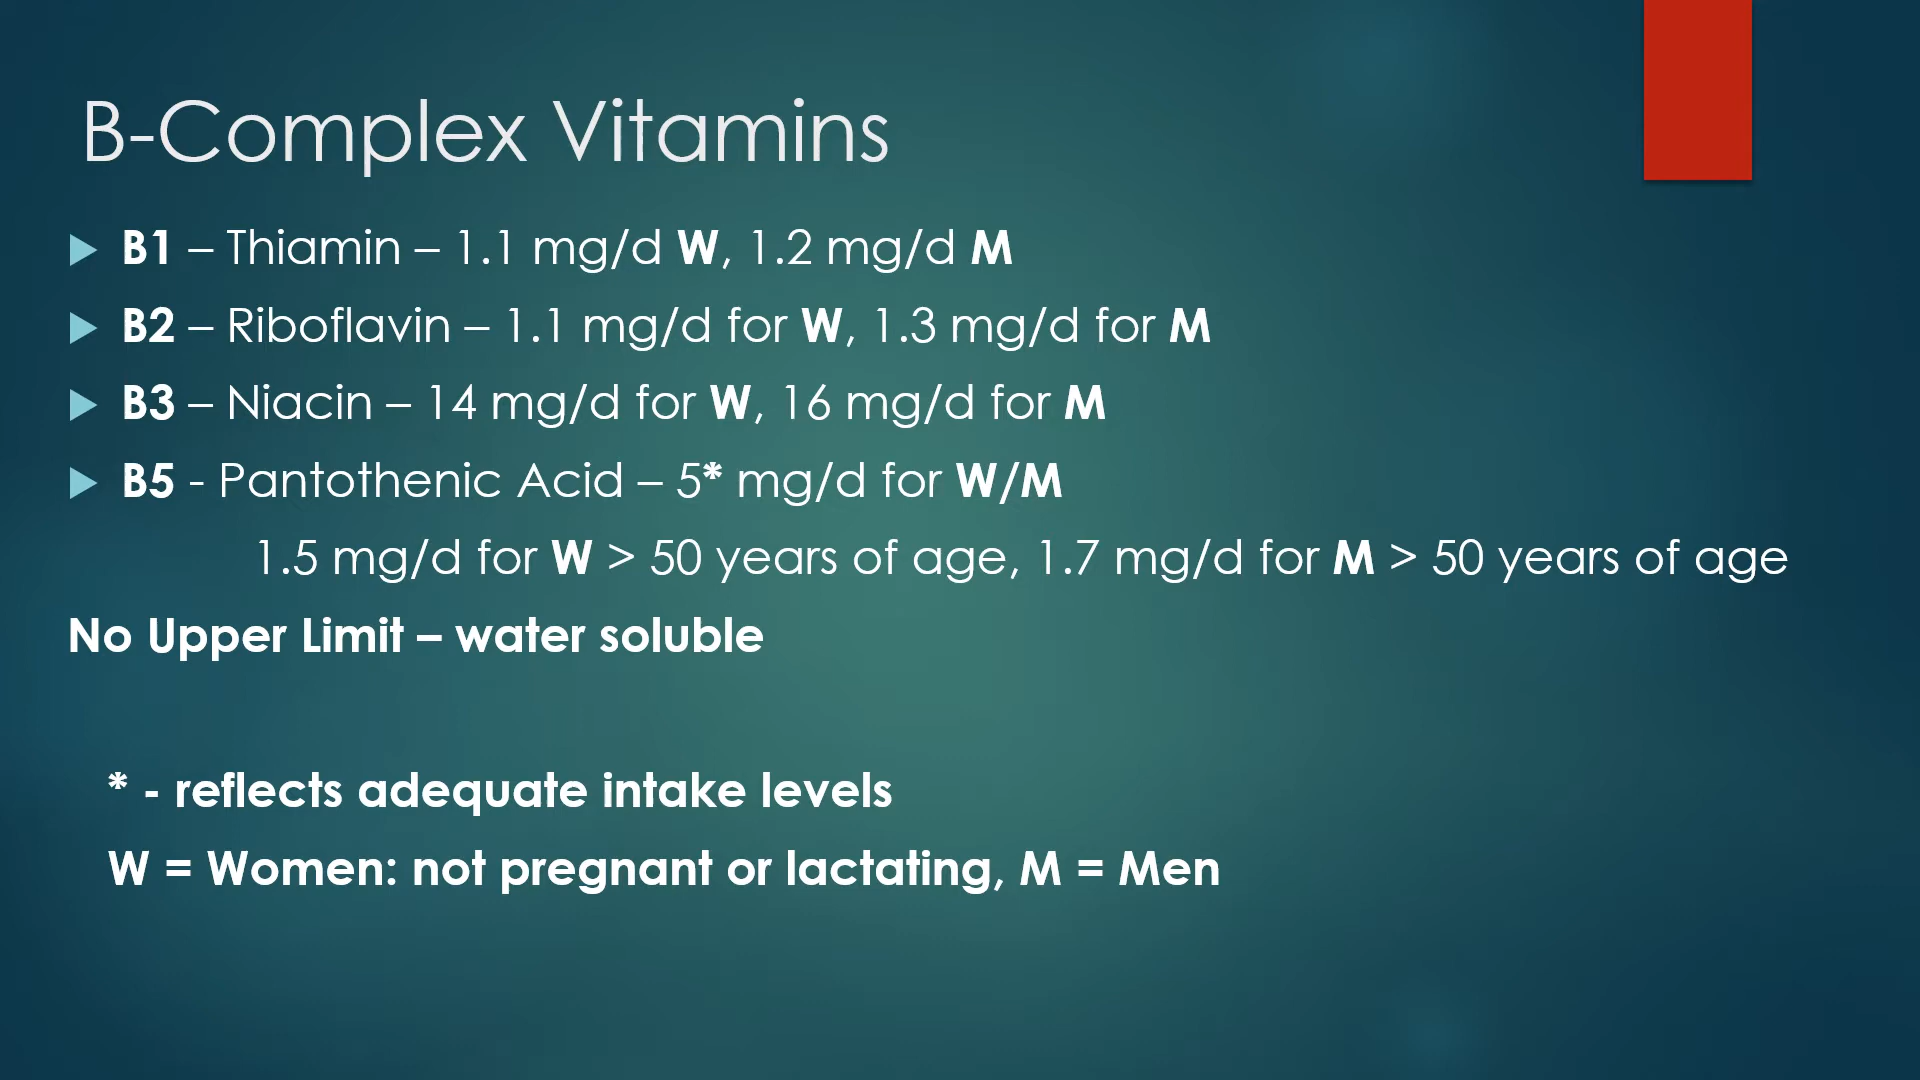 B-Complex Vitamins
B1 – Thiamin – 1.1 mg/d W, 1.2 mg/d M
B2 – Riboflavin – 1.1 mg/d for W, 1.3 mg/d for M
B3 – Niacin – 14 mg/d for W, 16 mg/d for M
B5 - Pantothenic Acid – 5* mg/d for W/M
1.5 mg/d for W > 50 years of age, 1.7 mg/d for M > 50 years of age
No Upper Limit – water soluble
* - reflects adequate intake levels
W = Women: not pregnant or lactating, M = Men